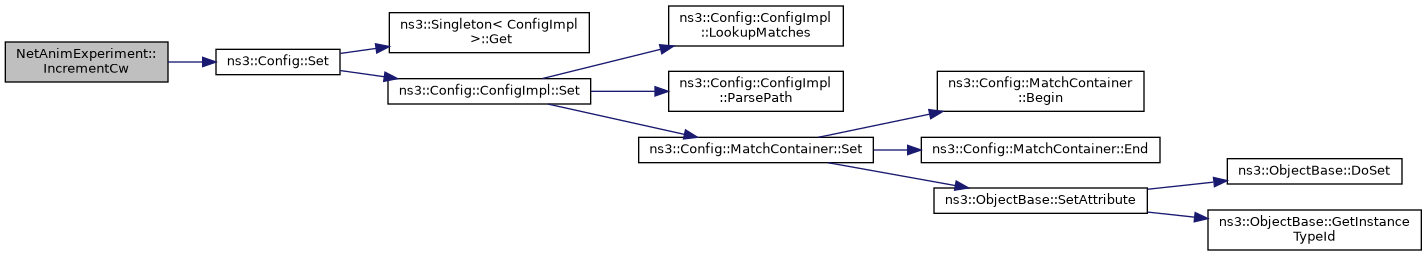 NetAnimExperiment::
IncrementCw
ns3::Config::Set
ns3::Singleton< ConfigImpl
>::Get
ns3::Config::ConfigImpl::Set
ns3::Config::ConfigImpl
::LookupMatches
ns3::Config::ConfigImpl
::ParsePath
ns3::Config::MatchContainer::Set
ns3::Config::MatchContainer
::Begin
ns3::Config::MatchContainer::End
ns3::ObjectBase::SetAttribute
ns3::ObjectBase::DoSet
ns3::ObjectBase::GetInstance
TypeId